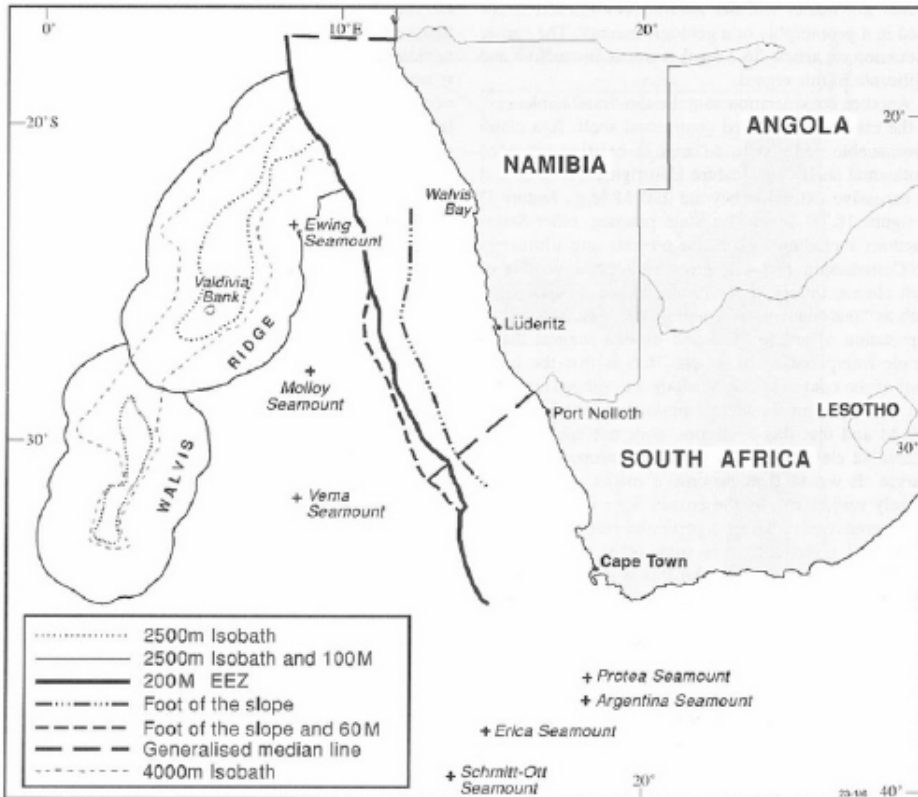 0°
10°E
20°
20°S
20°
ANGOLA
NAMIBIA
Walvis
Bay
Ewing
Seamount
Valdivia
Bank
RIDGE
Lüderitz
Molloy
Seamount
Port Nolloth
LESOTHO
30°
30°
WALVIS
SOUTH AFRICA
Vema
Seamount
Cape Town
2500m Isobath
2500m Isobath and 100M
200M EEZ
Foot of the slope
Foot of the slope and 60M
Generalised median line
4000m Isobath
Protea Seamount
Argentina Seamount
Erica Seamount
Schmitt-Ott
Seamount
20°
40°